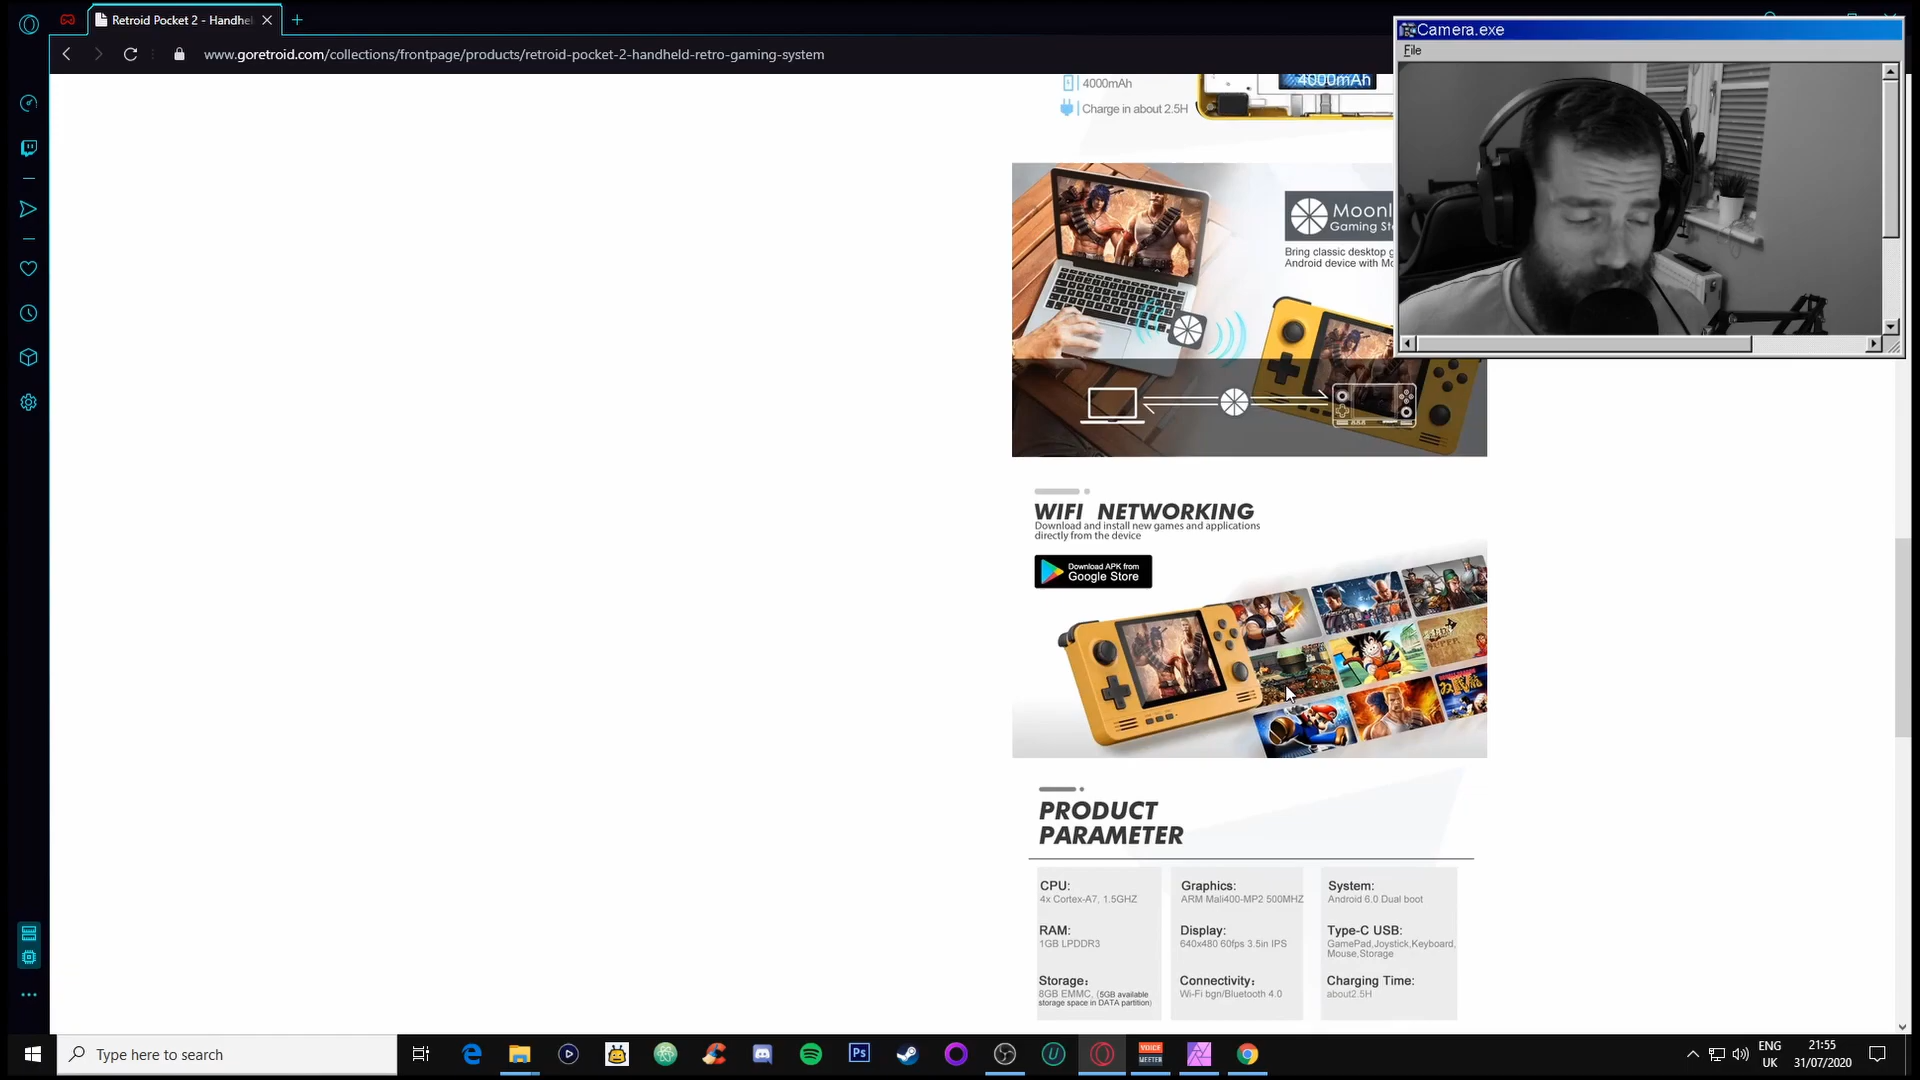 Retroid Pocket 2 - Handhe
www.goretroid.com/collections/frontpage/products/retroid-pocket-2-handheld-retro-gaming-system
Camera.exe
File
4000mAh
4000mAh
Charge in about 2.5H
Moonl
Gaming St
Bring classic desktop g
Android device with Mo
WIFI NETWORKING
Download and install new games and applications
directly from the device
Download APK from
Google Store
PRODUCT
PARAMETER
CPU:
4x Cortex-A7, 1.5GHZ
Graphics:
ARM Mali400-MP2 500MHZ
System:
Android 6.0 Dual boot
RAM:
1GB LPDDR3
Display:
640x480 60fps 3.5in IPS
Type-C USB:
GamePad,Joystick,Keyboard,
Mouse,Storage
Storage:
8GB EMMC, (5GB available
storage space in DATA partition)
Connectivity:
Wi-Fi bgn/Bluetooth 4.0
Charging Time:
about2.5H
Type here to search
Ps
VOICE
MEETER
ENG
UK
21:55
31/07/2020